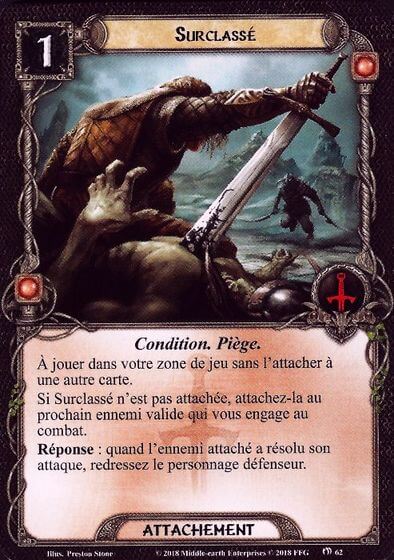 1
Surclassé
Condition. Piège.
À jouer dans votre zone de jeu sans l'attacher à
une autre carte.
Si Surclassé n'est pas attachée, attachez-la au
prochain ennemi valide qui vous engage au
combat.
Réponse : quand l'ennemi attaché a résolu son
attaque, redressez le personnage défenseur.
ATTACHEMENT
Illus. Preston Stone © 2018 Middle-earth Enterprises © 2018 FFG 62